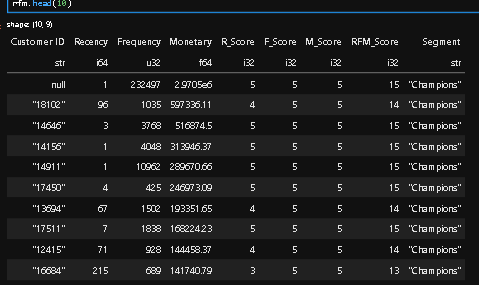 rfm.head(10)
shape: (10, 9)
Customer ID Recency Frequency Monetary R_Score F_Score M_Score RFM_Score Segment
str i64 u32 f64 i32 i32 i32 i32 str
null 1 232497 2.9705e6 5 5 5 15 "Champions"
"18102" 96 1035 597336.11 4 5 5 14 "Champions"
"14646" 3 3768 516874.5 5 5 5 15 "Champions"
"14156" 1 4048 313946.37 5 5 5 15 "Champions"
"14911" 1 10962 289670.66 5 5 5 15 "Champions"
"17450" 4 425 246973.09 5 5 5 15 "Champions"
"13694" 67 1502 193351.65 4 5 5 14 "Champions"
"17511" 7 1838 168224.23 5 5 5 15 "Champions"
"12415" 71 928 144458.37 4 5 5 14 "Champions"
"16684" 215 689 141740.79 3 5 5 13 "Champions"